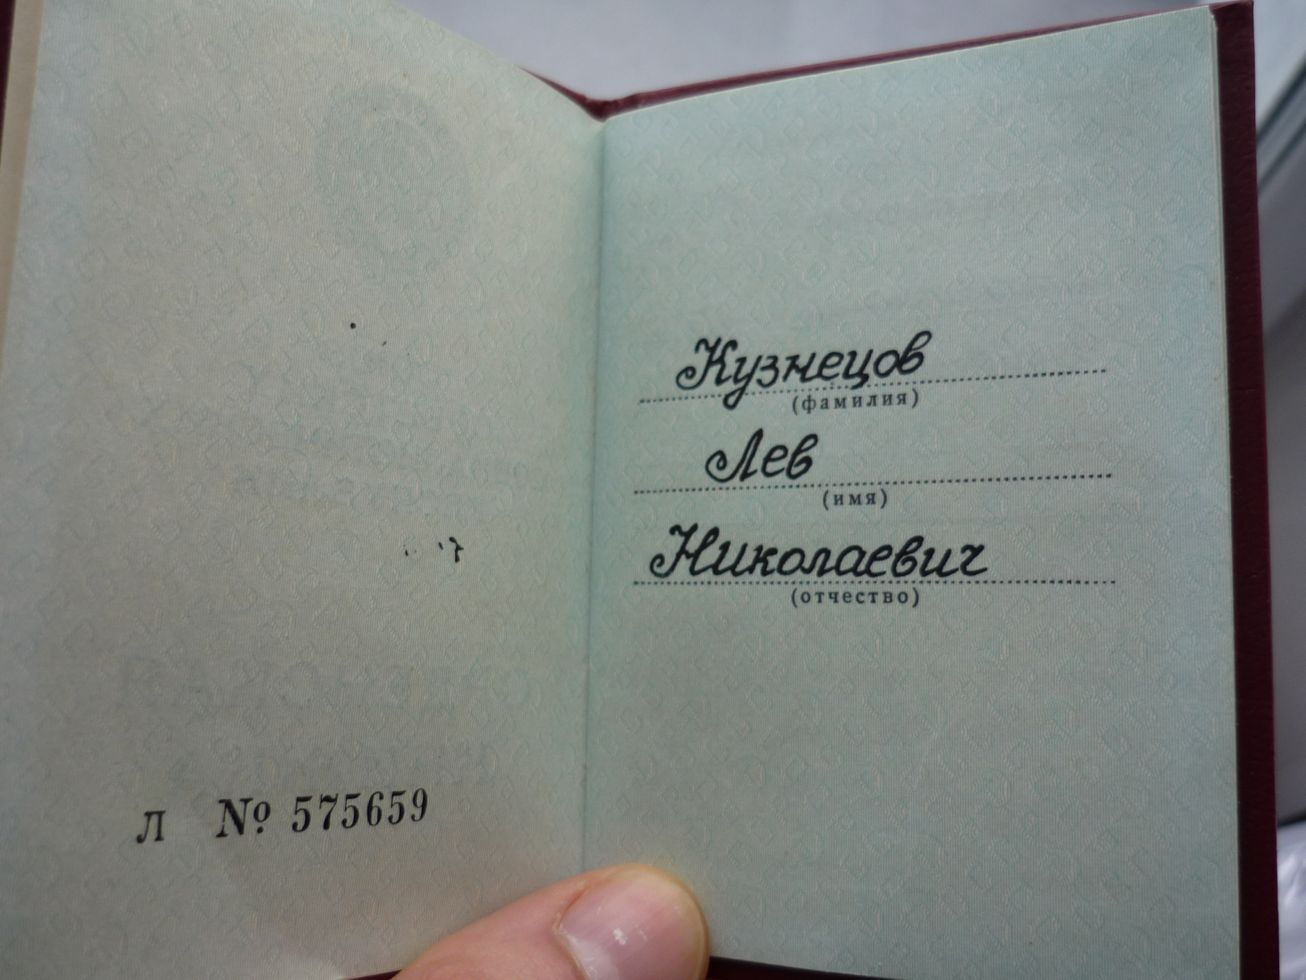 Л № 575659
Кузнецов
(фамилия)
Лев
(имя)
Николаевич
(отчество)